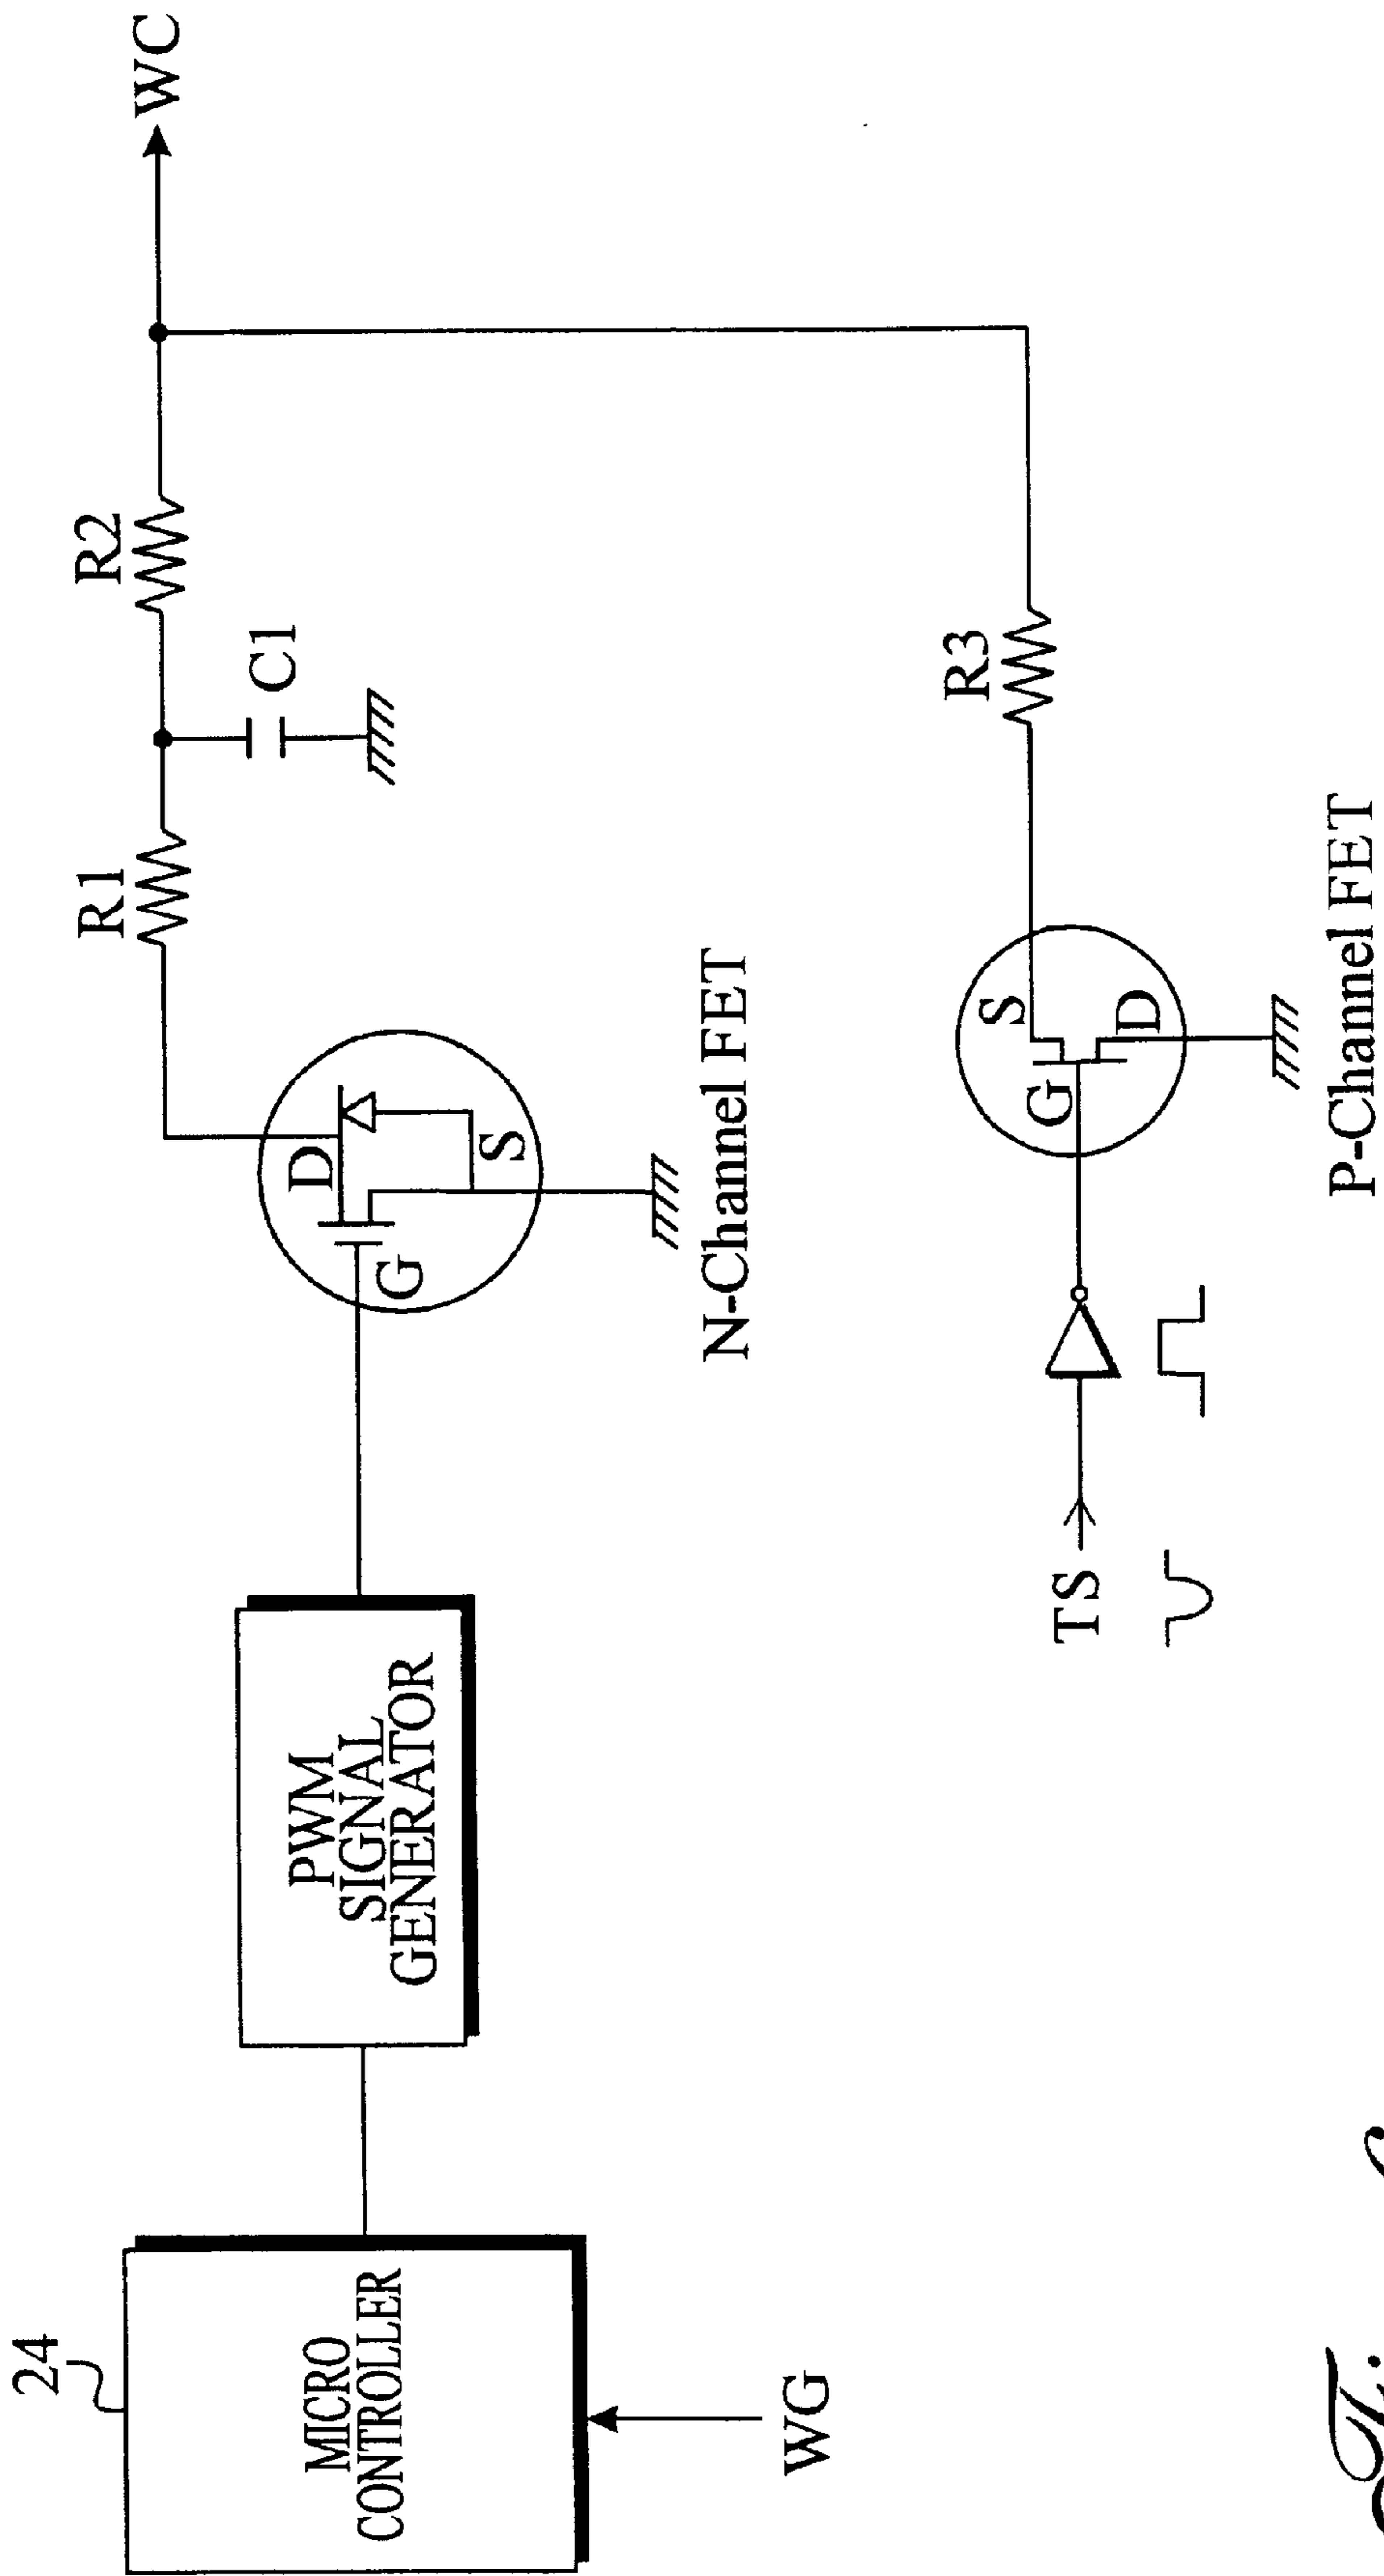 24
MICRO
CONTROLLER
WG
PWM
SIGNAL
GENERATOR
G
D
S
N-Channel FET
R1
C1
R2
WC
TS
G
S
D
P-Channel FET
R3